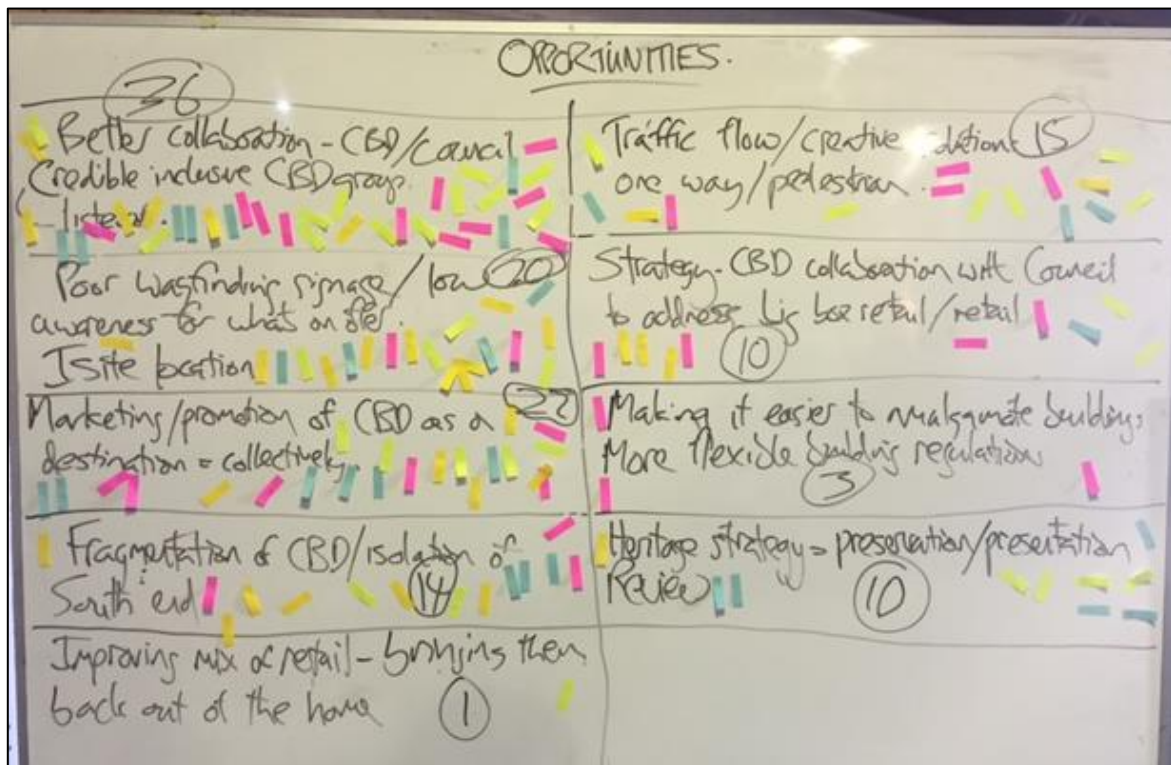 OPPORTUNITIES.
36
Better collaboration - CBD/Council
Credible inclusive CBD group.
- listen.
Poor wayfinding signage / low 20
awareness for what on offer.
Isite location
22
Marketing/promotion of CBD as a
destination = collectively.
Fragmentation of CBD/isolation of
South end 14
Improving mix of retail - bringing them
back out of the home 1
Traffic flow/creative solutions 15
one way/pedestrian.
Strategy - CBD collaboration with Council
to address big box retail/retail
10
Making it easier to amalgamate buildings
More flexible building regulations
3
Heritage strategy = preservation/presentation
Review 10